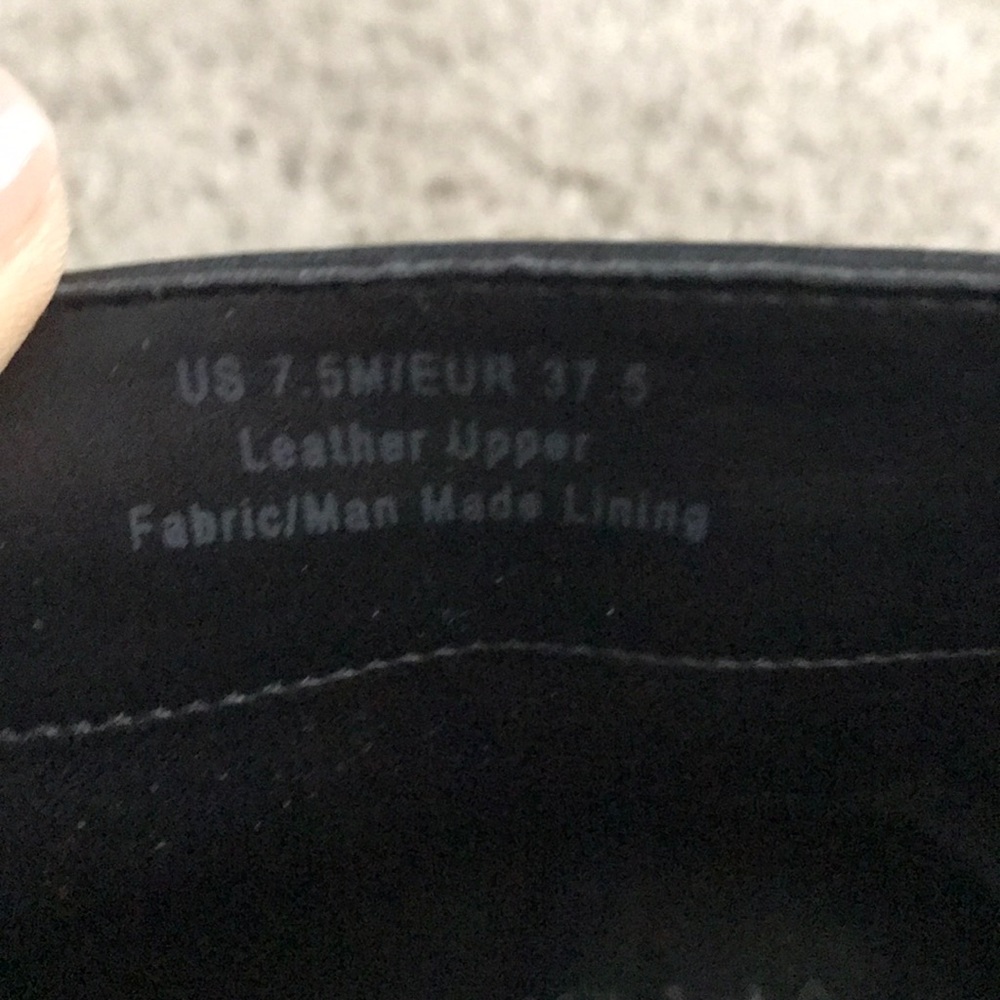 US 7.5M/EUR 37.5
Leather Upper
Fabric/Man Made Lining